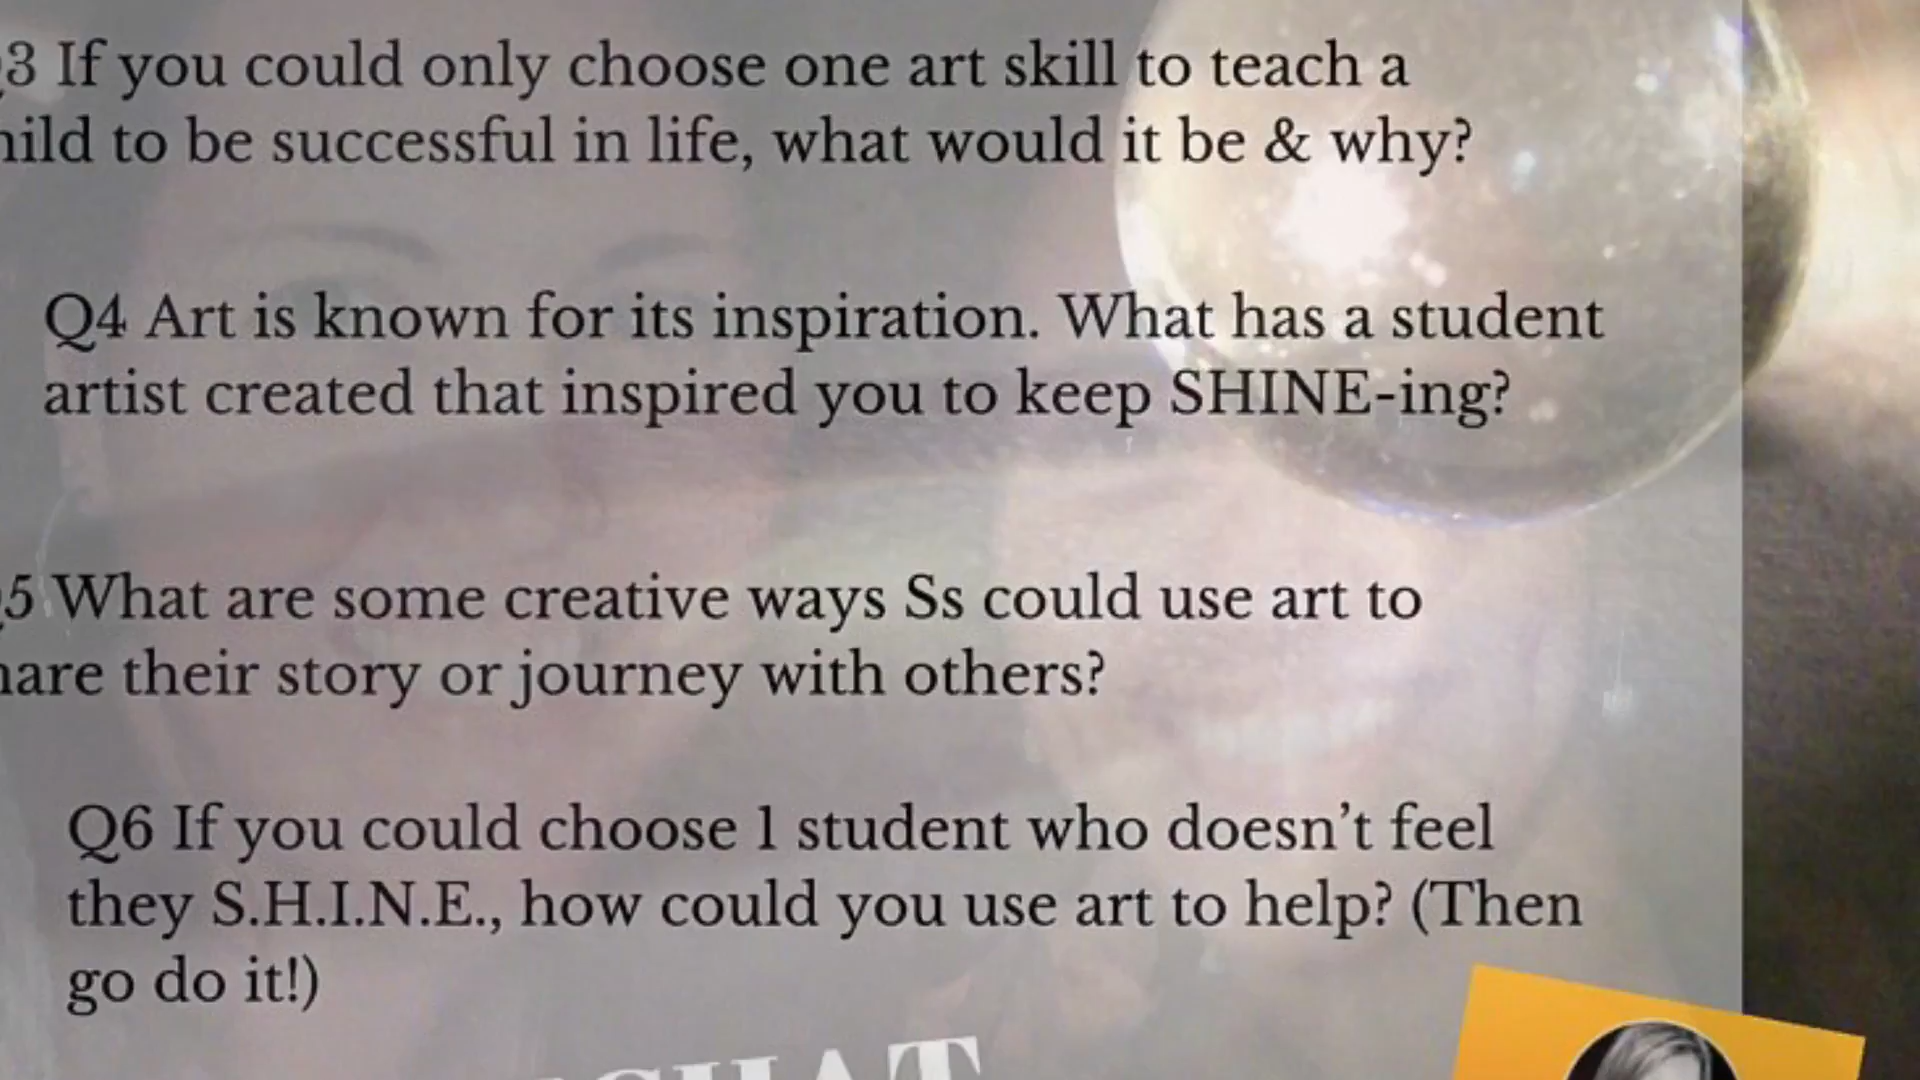 3 If you could only choose one art skill to teach a
hild to be successful in life, what would it be & why?
Q4 Art is known for its inspiration. What has a student
artist created that inspired you to keep SHINE-ing?
5 What are some creative ways Ss could use art to
hare their story or journey with others?
Q6 If you could choose 1 student who doesn't feel
they S.H.I.N.E., how could you use art to help? (Then
go do it!)
CHAT